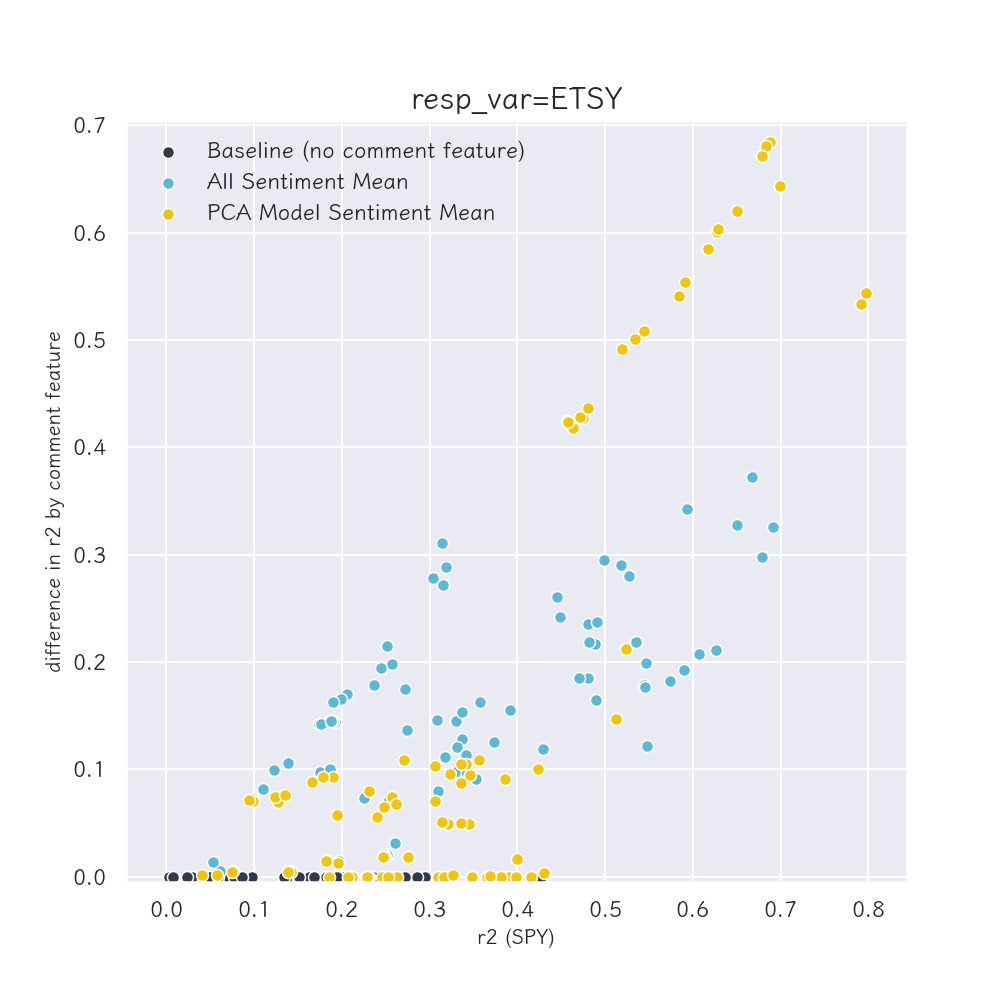 resp_var=ETSY
Baseline (no comment feature)
All Sentiment Mean
PCA Model Sentiment Mean
difference in r2 by comment feature
0.7
0.6
0.5
0.4
0.3
0.2
0.1
0.0
0.0 0.1 0.2 0.3 0.4 0.5 0.6 0.7 0.8
r2 (SPY)